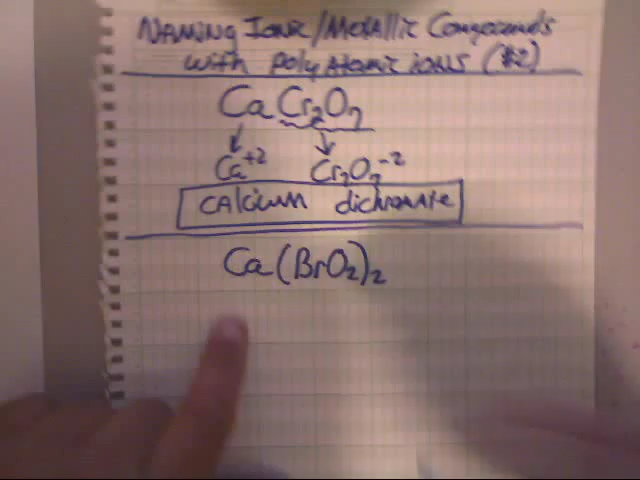 Naming Ionic/Metallic Compounds
with polyAtomic ions (#2)
CaCr₂O₇
Ca⁺² Cr₂O₇⁻²
calcium dichromate
Ca(BrO₂)₂